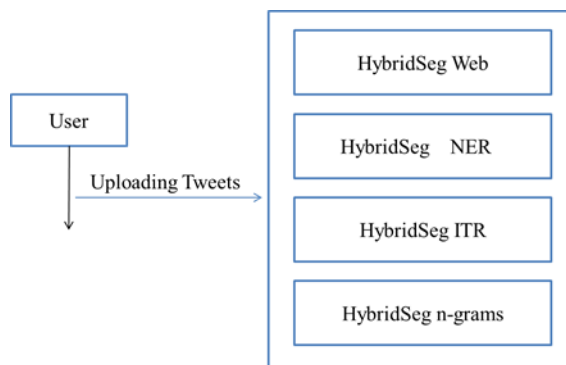 HybridSeg Web
User
HybridSeg NER
Uploading Tweets
HybridSeg ITR
HybridSeg n-grams